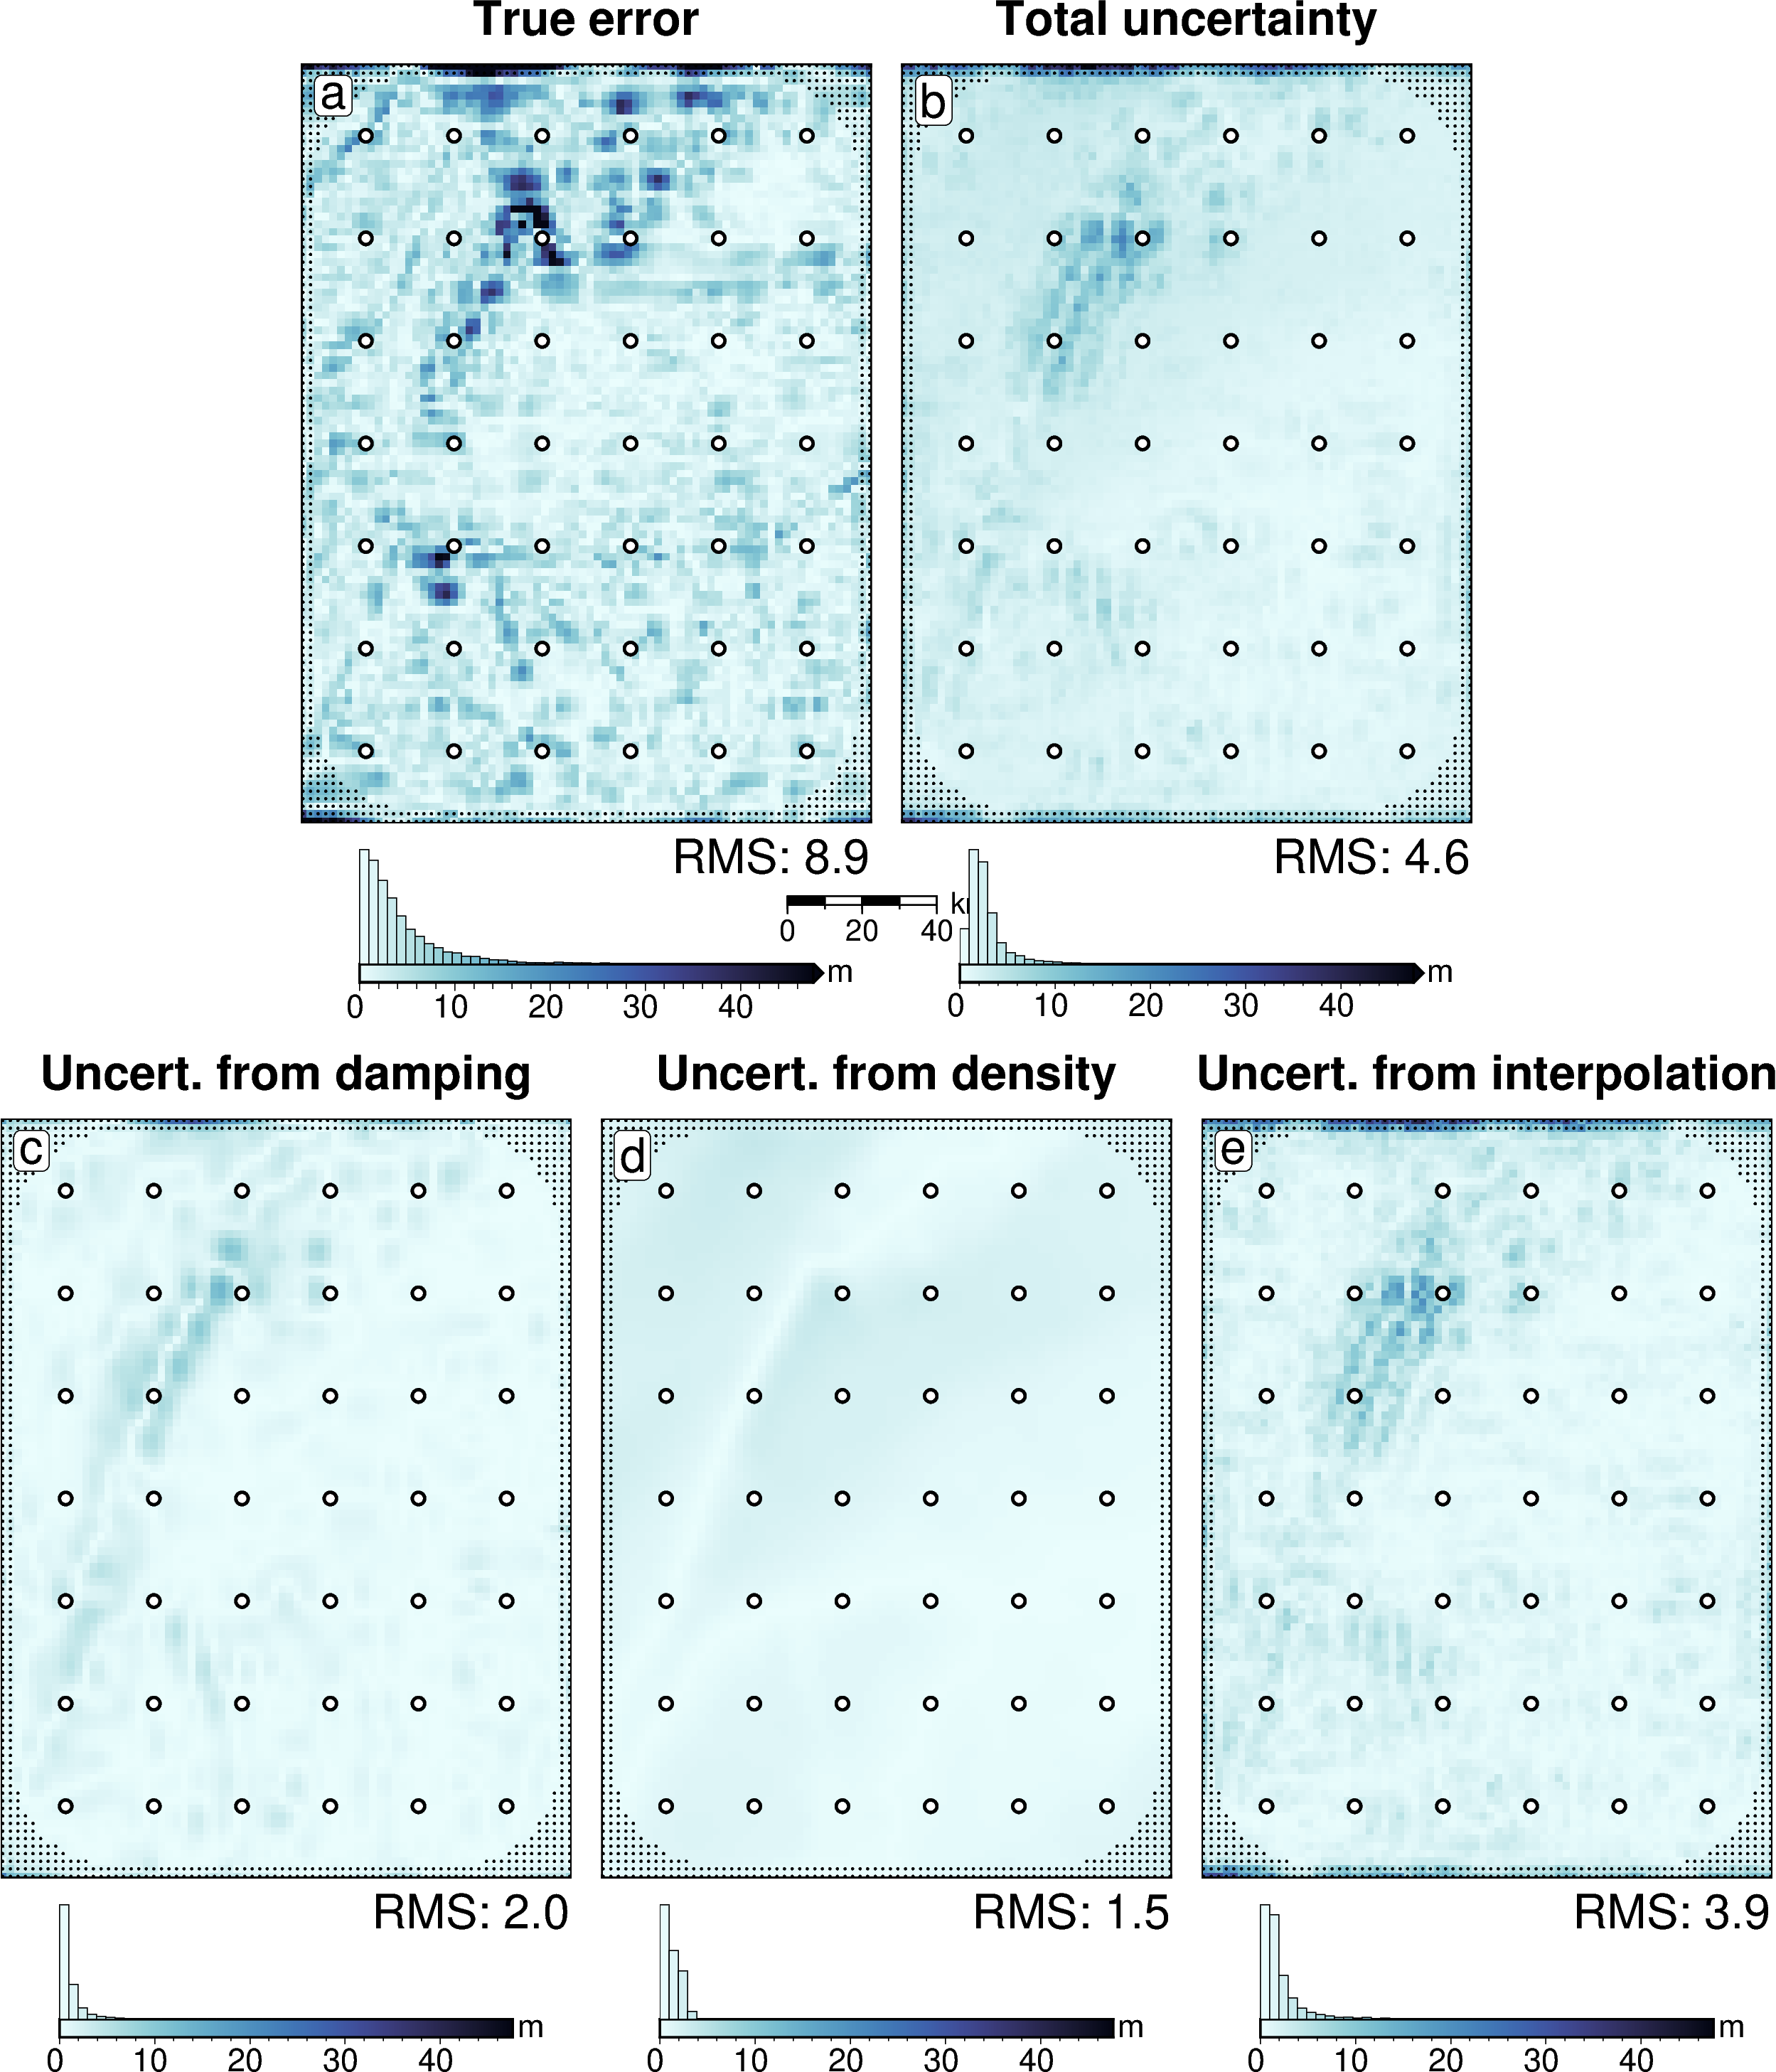 True error
Total uncertainty
a
b
RMS: 8.9
RMS: 4.6
0 20 40
m
m
0 10 20 30 40
0 10 20 30 40
Uncert. from damping
Uncert. from density
Uncert. from interpolation
c
d
e
RMS: 2.0
RMS: 1.5
RMS: 3.9
m
m
m
0 10 20 30 40
0 10 20 30 40
0 10 20 30 40